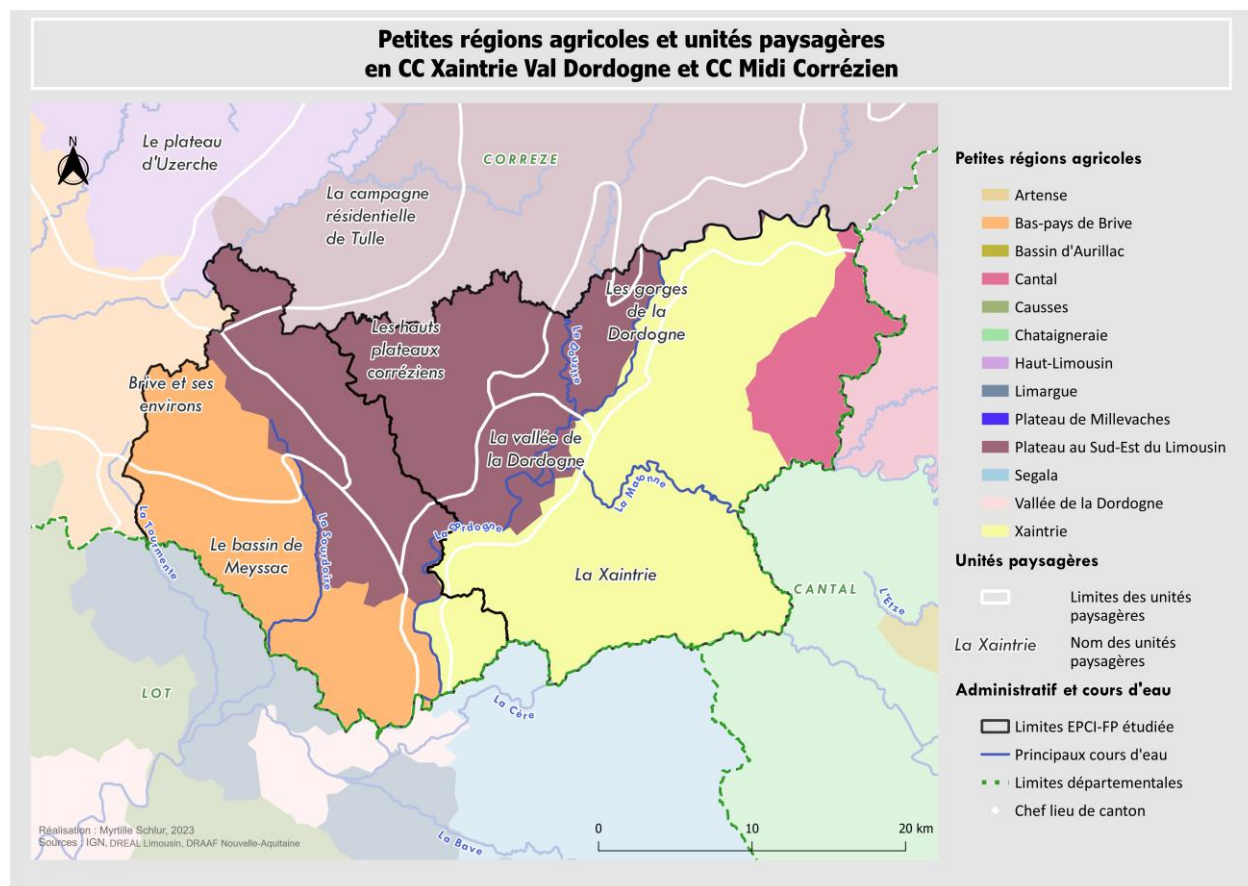 Petites régions agricoles et unités paysagères
en CC Xaintrie Val Dordogne et CC Midi Corrézien
N
Le plateau
d'Uzerche
CORREZE
La campagne
résidentielle
de Tulle
Les gorges
de la
Dordogne
Les hauts
plateaux
corréziens
Brive et ses
environs
La vallée de
la Dordogne
La Maronne
La Dordogne
La Tourmente
La Sourdoire
Le bassin de
Meyssac
La Xaintrie
CANTAL
L'Etze
LOT
La Cère
La Bave
Réalisation : Myrtille Schlur, 2023
Sources : IGN, DREAL Limousin, DRAAF Nouvelle-Aquitaine
0 10 20 km
Petites régions agricoles
Artense
Bas-pays de Brive
Bassin d'Aurillac
Cantal
Causses
Chataigneraie
Haut-Limousin
Limargue
Plateau de Millevaches
Plateau au Sud-Est du Limousin
Segala
Vallée de la Dordogne
Xaintrie
Unités paysagères
Limites des unités
paysagères
La Xaintrie
Nom des unités
paysagères
Administratif et cours d'eau
Limites EPCI-FP étudiée
Principaux cours d'eau
Limites départementales
Chef lieu de canton